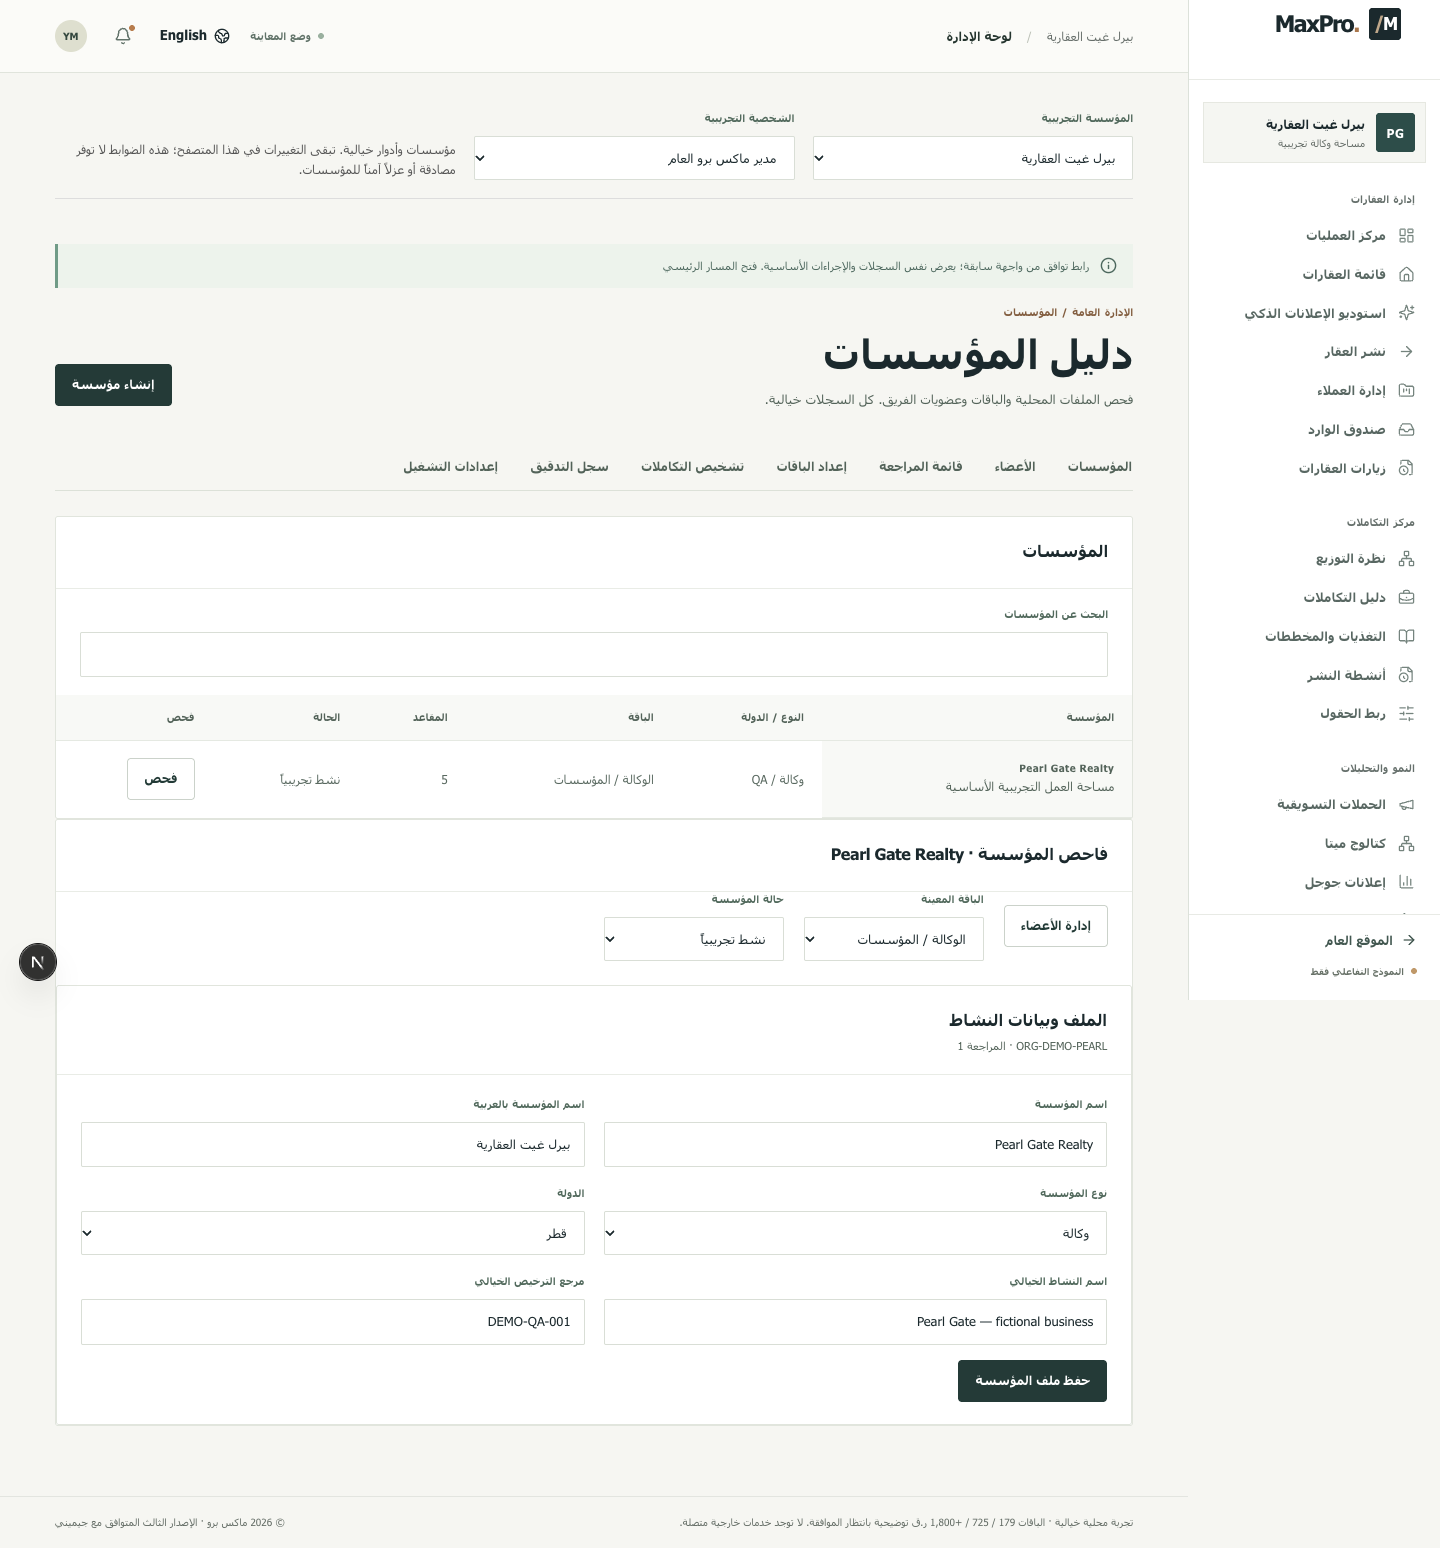 MaxPro.
/M
بيرل غيت العقارية
مساحة وكالة تجريبية
PG
إدارة العقارات
مركز العمليات
قائمة العقارات
استوديو الإعلانات الذكي
نشر العقار
إدارة العملاء
صندوق الوارد
زيارات العقارات
مركز التكاملات
نظرة التوزيع
دليل التكاملات
التغذيات والمخططات
أنشطة النشر
ربط الحقول
النمو والتحليلات
الحملات التسويقية
كتالوج ميتا
إعلانات جوجل
الموقع العام
النموذج التفاعلي فقط
بيرل غيت العقارية / لوحة الإدارة
وضع المعاينة
English
YM
المؤسسة التجريبية
بيرل غيت العقارية
الشخصية التجريبية
مدير ماكس برو العام
مؤسسات وأدوار خيالية. تبقى التغييرات في هذا المتصفح؛ هذه الضوابط لا توفر
مصادقة أو عزلاً آمناً للمؤسسات.
رابط توافق من واجهة سابقة؛ يعرض نفس السجلات والإجراءات الأساسية. فتح المسار الرئيسي
الإدارة العامة / المؤسسات
دليل المؤسسات
فحص الملفات المحلية والباقات وعضويات الفريق. كل السجلات خيالية.
إنشاء مؤسسة
المؤسسات الأعضاء قائمة المراجعة إعداد الباقات تشخيص التكاملات سجل التدقيق إعدادات التشغيل
المؤسسات
البحث عن المؤسسات
المؤسسة النوع / الدولة الباقة المقاعد الحالة فحص
Pearl Gate Realty
مساحة العمل التجريبية الأساسية
وكالة / QA الوكالة / المؤسسات 5 نشط تجريبياً فحص
فاحص المؤسسة · Pearl Gate Realty
إدارة الأعضاء
الباقة المعينة
الوكالة / المؤسسات
حالة المؤسسة
نشط تجريبياً
الملف وبيانات النشاط
ORG-DEMO-PEARL · المراجعة 1
اسم المؤسسة
Pearl Gate Realty
اسم المؤسسة بالعربية
بيرل غيت العقارية
نوع المؤسسة
وكالة
الدولة
قطر
اسم النشاط الخيالي
Pearl Gate — fictional business
مرجع الترخيص الخيالي
DEMO-QA-001
حفظ ملف المؤسسة
تجربة محلية خيالية · الباقات 179 / 725 / 1,800+ ر.ق توضيحية بانتظار الموافقة. لا توجد خدمات خارجية متصلة.
© 2026 ماكس برو · الإصدار الثالث المتوافق مع جيميني